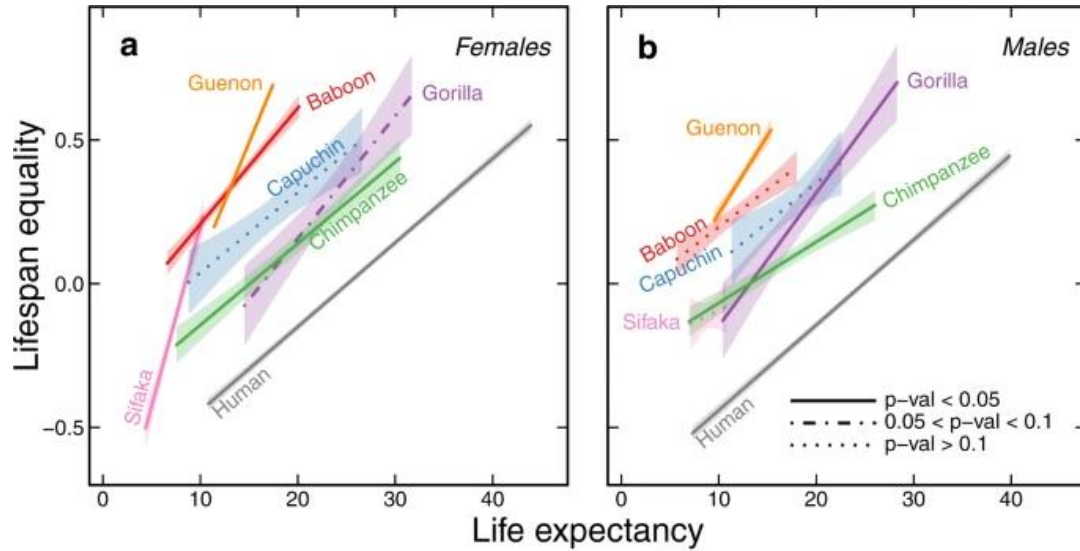 a
Females
Guenon
Baboon
Gorilla
Capuchin
Chimpanzee
Sifaka
Human
b
Males
Gorilla
Guenon
Chimpanzee
Baboon
Capuchin
Sifaka
Human
p-val < 0.05
0.05 < p-val < 0.1
p-val > 0.1
Lifespan equality
0.5
0.0
−0.5
0 10 20 30 40
0 10 20 30 40
Life expectancy